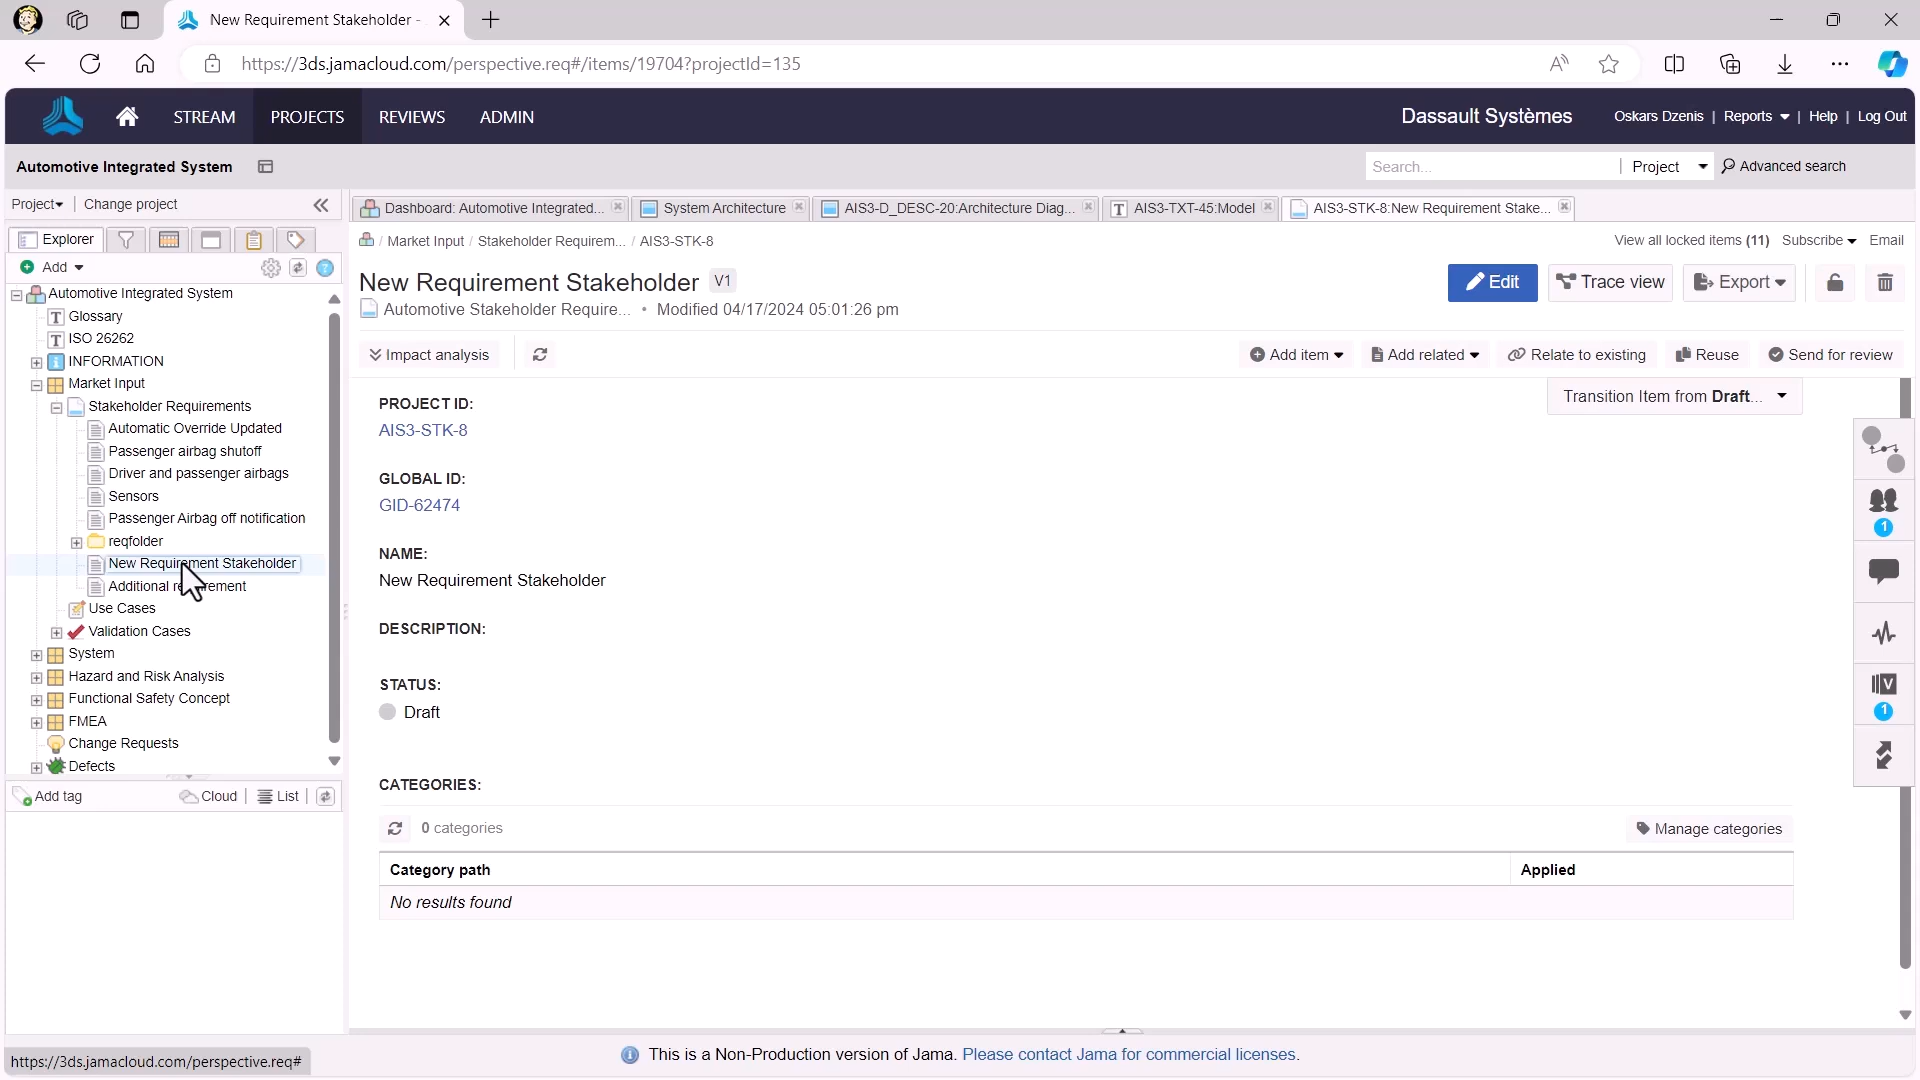 New Requirement Stakeholder -
https://3ds.jamacloud.com/perspective.req#/items/19704?projectId=135
STREAM PROJECTS REVIEWS ADMIN
Dassault Systèmes
Oskars Dzenis | Reports | Help | Log Out
Automotive Integrated System
Search... Project Advanced search
Project Change project
Dashboard: Automotive Integrated... System Architecture AIS3-D_DESC-20:Architecture Diag... AIS3-TXT-45:Model AIS3-STK-8:New Requirement Stake...
Explorer
Add
/ Market Input / Stakeholder Requirem... / AIS3-STK-8
View all locked items (11) Subscribe Email
New Requirement Stakeholder V1
Edit Trace view Export
Automotive Stakeholder Require... • Modified 04/17/2024 05:01:26 pm
Impact analysis
Add item Add related Relate to existing Reuse Send for review
Automotive Integrated System
Glossary
ISO 26262
INFORMATION
Market Input
Stakeholder Requirements
Automatic Override Updated
Passenger airbag shutoff
Driver and passenger airbags
Sensors
Passenger Airbag off notification
reqfolder
New Requirement Stakeholder
Use Cases
Validation Cases
System
Hazard and Risk Analysis
Functional Safety Concept
FMEA
Change Requests
Defects
Add tag Cloud | List
PROJECT ID:
AIS3-STK-8
Transition Item from Draft...
GLOBAL ID:
GID-62474
NAME:
New Requirement Stakeholder
DESCRIPTION:
STATUS:
Draft
CATEGORIES:
0 categories
Manage categories
Category path Applied
No results found
1
V
1
https://3ds.jamacloud.com/perspective.req#
This is a Non-Production version of Jama. Please contact Jama for commercial licenses.